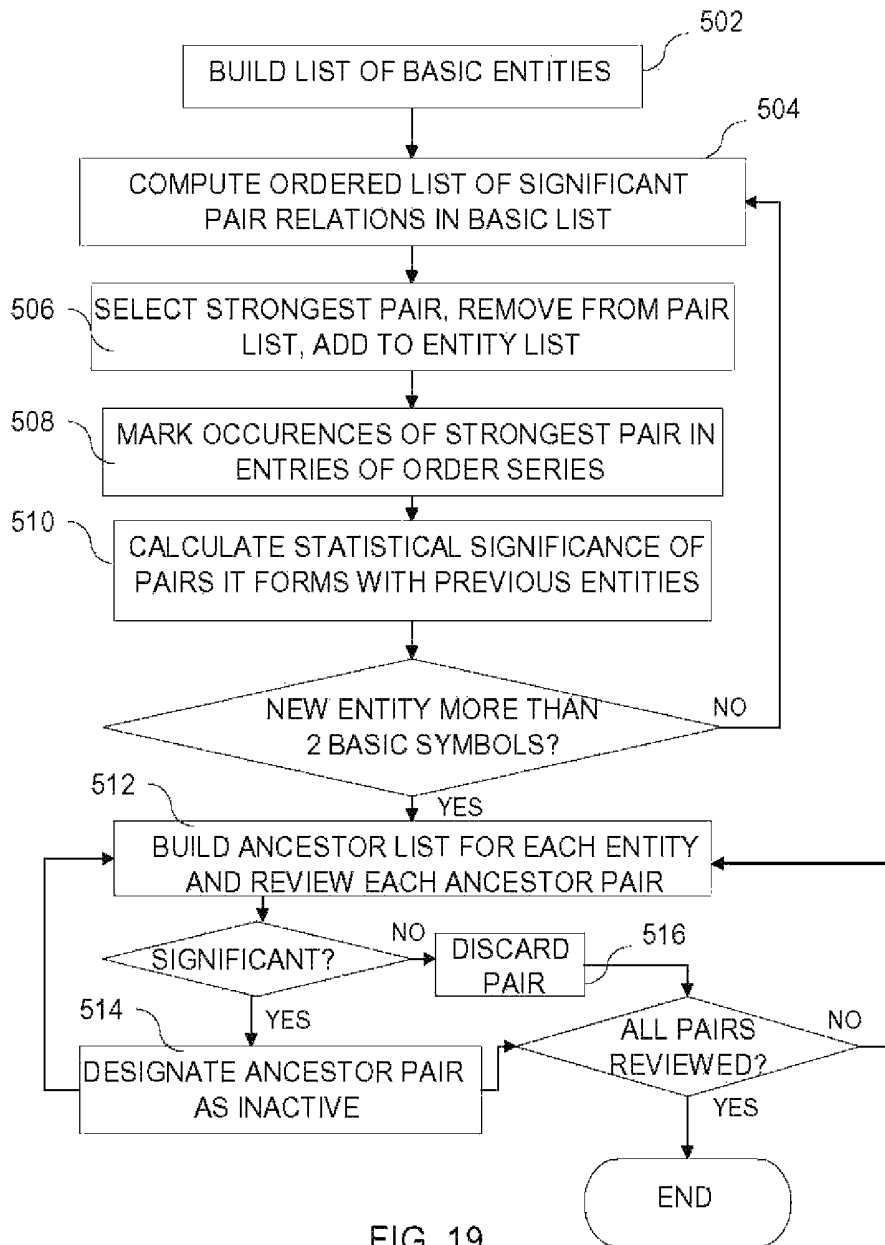 502
BUILD LIST OF BASIC ENTITIES
504
COMPUTE ORDERED LIST OF SIGNIFICANT
PAIR RELATIONS IN BASIC LIST
506
SELECT STRONGEST PAIR, REMOVE FROM PAIR
LIST, ADD TO ENTITY LIST
508
MARK OCCURENCES OF STRONGEST PAIR IN
ENTRIES OF ORDER SERIES
510
CALCULATE STATISTICAL SIGNIFICANCE OF
PAIRS IT FORMS WITH PREVIOUS ENTITIES
NEW ENTITY MORE THAN
2 BASIC SYMBOLS?
NO
YES
512
BUILD ANCESTOR LIST FOR EACH ENTITY
AND REVIEW EACH ANCESTOR PAIR
SIGNIFICANT?
NO
DISCARD
PAIR
516
YES
514
DESIGNATE ANCESTOR PAIR
AS INACTIVE
ALL PAIRS
REVIEWED?
NO
YES
END
FIG. 19